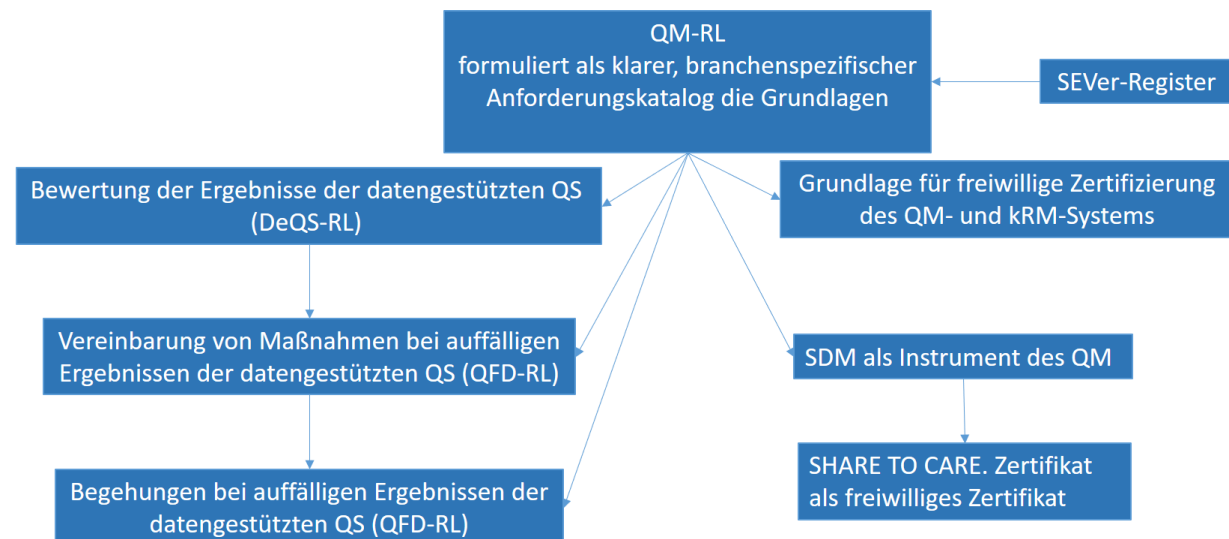 QM-RL
formuliert als klarer, branchenspezifischer
Anforderungskatalog die Grundlagen
SEVer-Register
Bewertung der Ergebnisse der datengestützten QS
(DeQS-RL)
Grundlage für freiwillige Zertifizierung
des QM- und kRM-Systems
Vereinbarung von Maßnahmen bei auffälligen
Ergebnissen der datengestützten QS (QFD-RL)
SDM als Instrument des QM
Begehungen bei auffälligen Ergebnissen der
datengestützten QS (QFD-RL)
SHARE TO CARE. Zertifikat
als freiwilliges Zertifikat